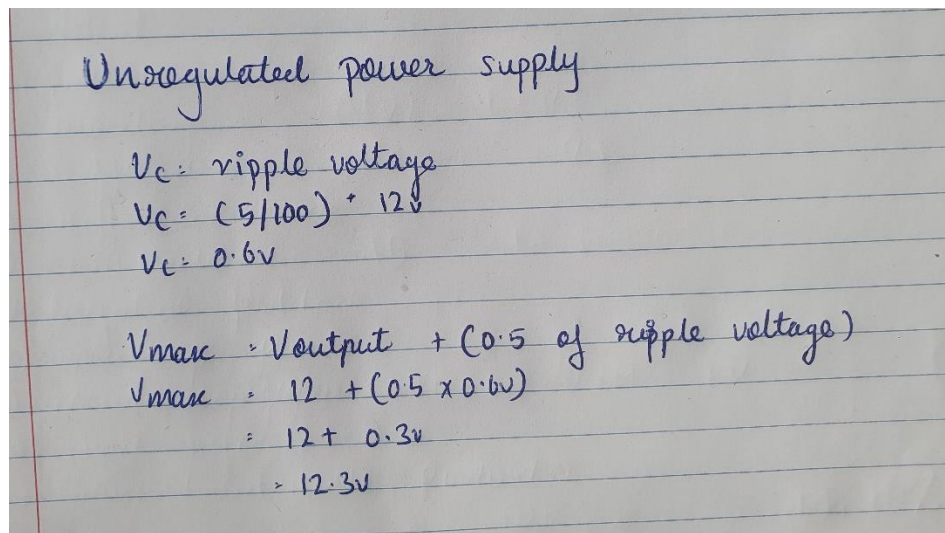 Unregulated power supply
Vc = ripple voltage
Vc = (5/100) * 12v
Vc = 0.6v
Vmax = Voutput + (0.5 of ripple voltage)
Vmax = 12 + (0.5 x 0.6v)
= 12 + 0.3v
= 12.3v